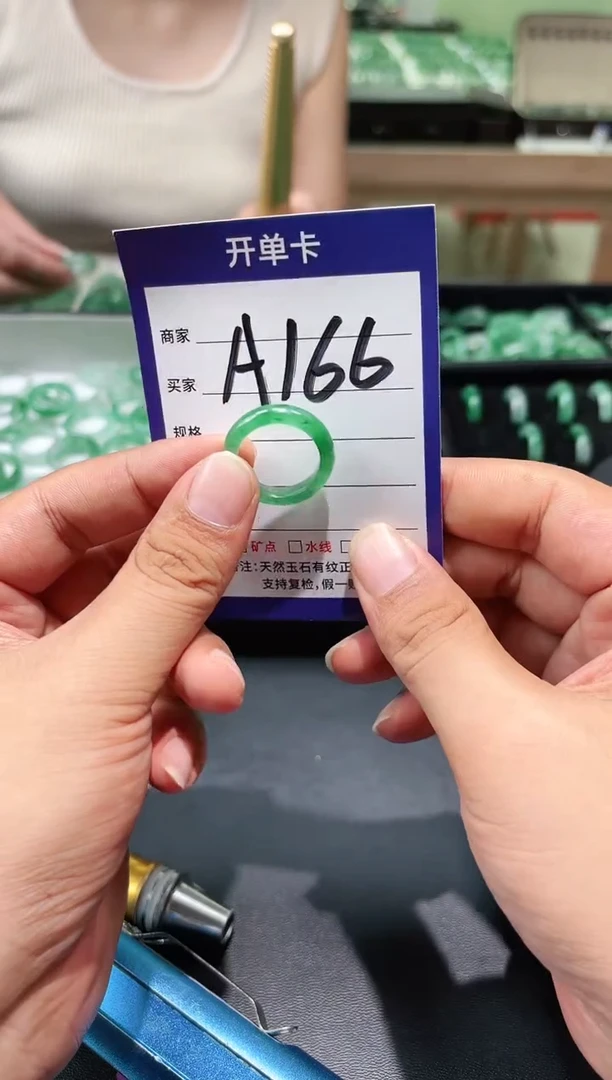 开单卡
商家
A166
买家
规格
矿点 □水线 □
注:天然玉石有纹正
支持复检,假一